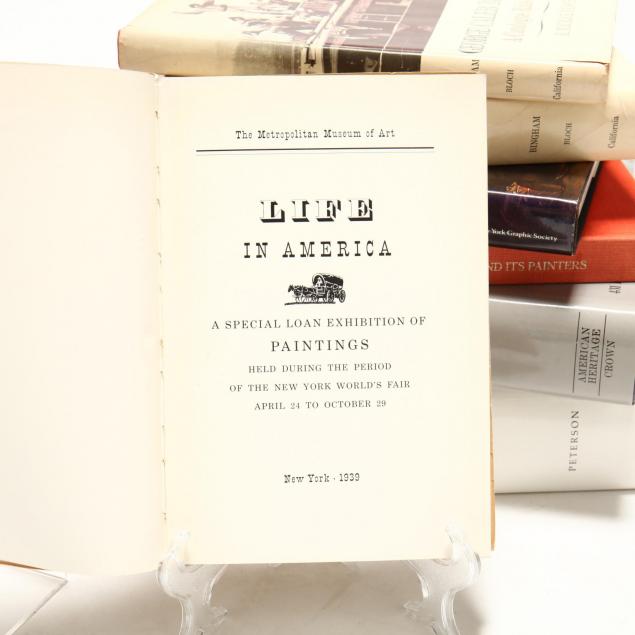 The Metropolitan Museum of Art
LIFE
IN AMERICA
A SPECIAL LOAN EXHIBITION OF
PAINTINGS
HELD DURING THE PERIOD
OF THE NEW YORK WORLD'S FAIR
APRIL 24 TO OCTOBER 29
New York · 1939
BLOCH
California
BINGHAM
BLOCH
California
York Graphic Society
ITS PAINTERS
AMERICAN
HERITAGE
CROWN
PETERSON